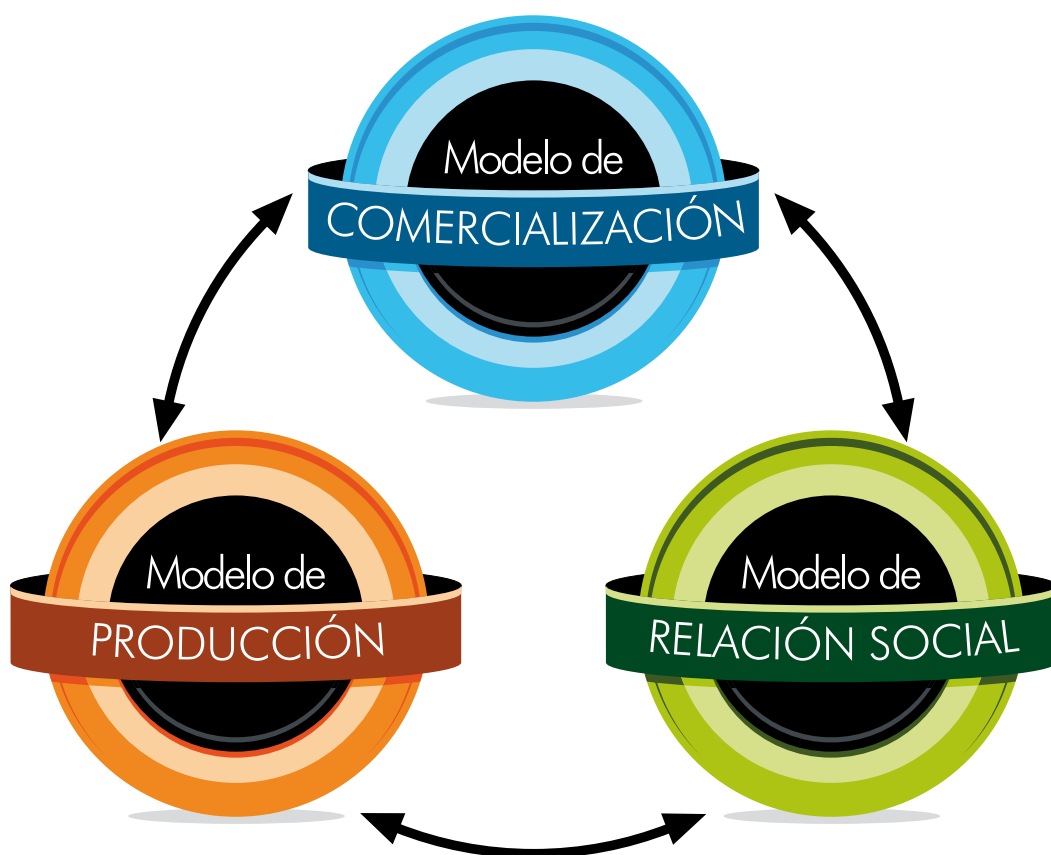 Modelo de
COMERCIALIZACIÓN
Modelo de
PRODUCCIÓN
Modelo de
RELACIÓN SOCIAL